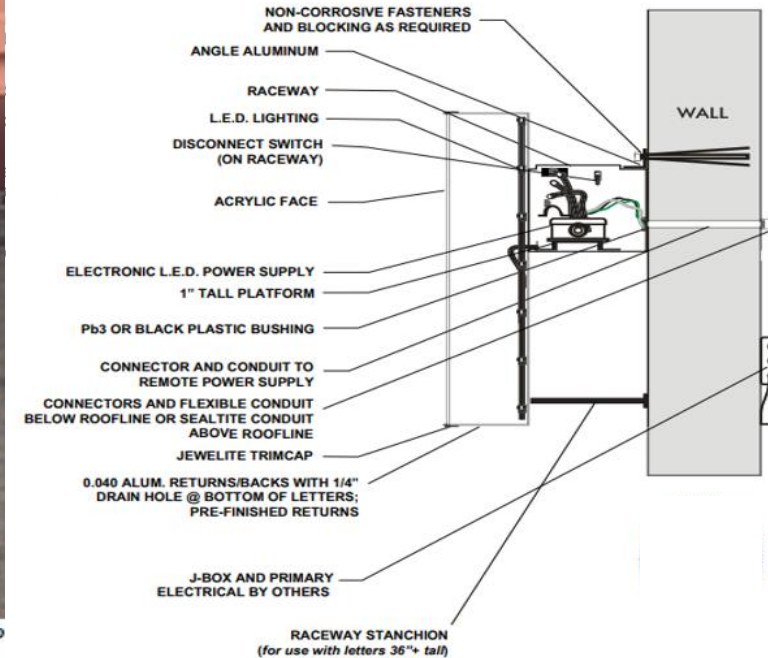 NON-CORROSIVE FASTENERS
AND BLOCKING AS REQUIRED
ANGLE ALUMINUM
RACEWAY
L.E.D. LIGHTING
DISCONNECT SWITCH
(ON RACEWAY)
ACRYLIC FACE
WALL
ELECTRONIC L.E.D. POWER SUPPLY
1" TALL PLATFORM
Pb3 OR BLACK PLASTIC BUSHING
CONNECTOR AND CONDUIT TO
REMOTE POWER SUPPLY
CONNECTORS AND FLEXIBLE CONDUIT
BELOW ROOFLINE OR SEALTITE CONDUIT
ABOVE ROOFLINE
JEWELITE TRIMCAP
0.040 ALUM. RETURNS/BACKS WITH 1/4"
DRAIN HOLE @ BOTTOM OF LETTERS;
PRE-FINISHED RETURNS
J-BOX AND PRIMARY
ELECTRICAL BY OTHERS
RACEWAY STANCHION
(for use with letters 36"+ tall)